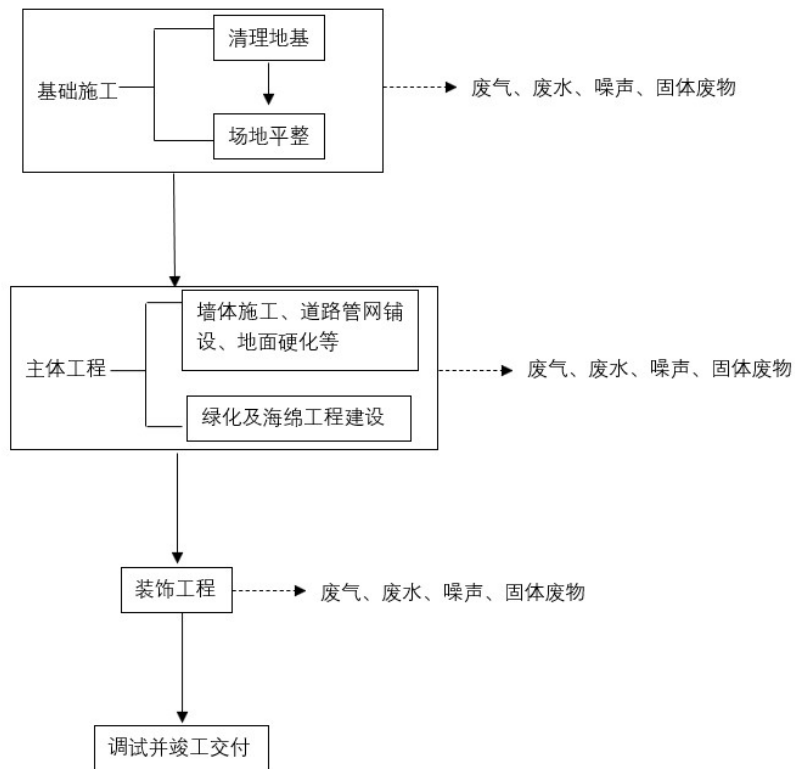 清理地基
基础施工
废气、废水、噪声、固体废物
场地平整
墙体施工、道路管网铺
设、地面硬化等
主体工程
废气、废水、噪声、固体废物
绿化及海绵工程建设
装饰工程
废气、废水、噪声、固体废物
调试并竣工交付